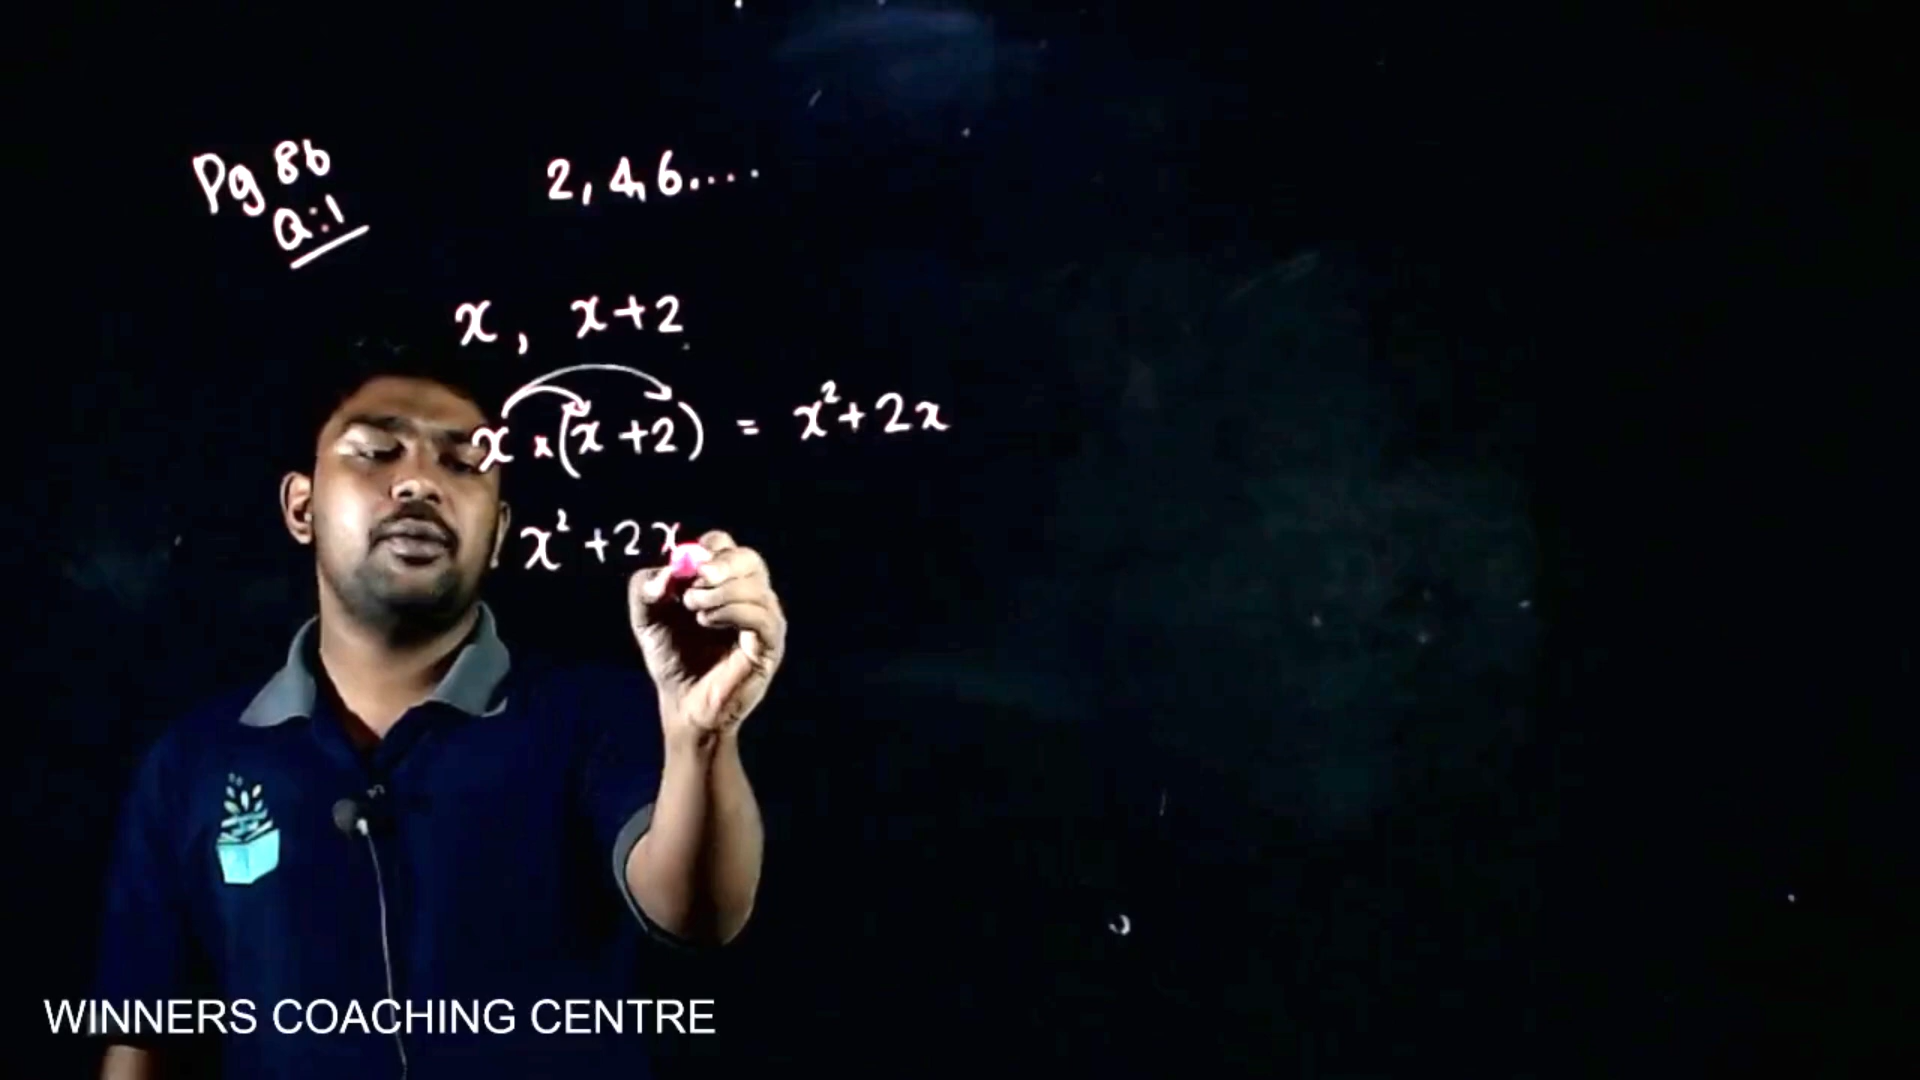 Pg 86
Q:1
2, 4, 6....
x, x+2
x × (x+2) = x² + 2x
x² + 2x
WINNERS COACHING CENTRE